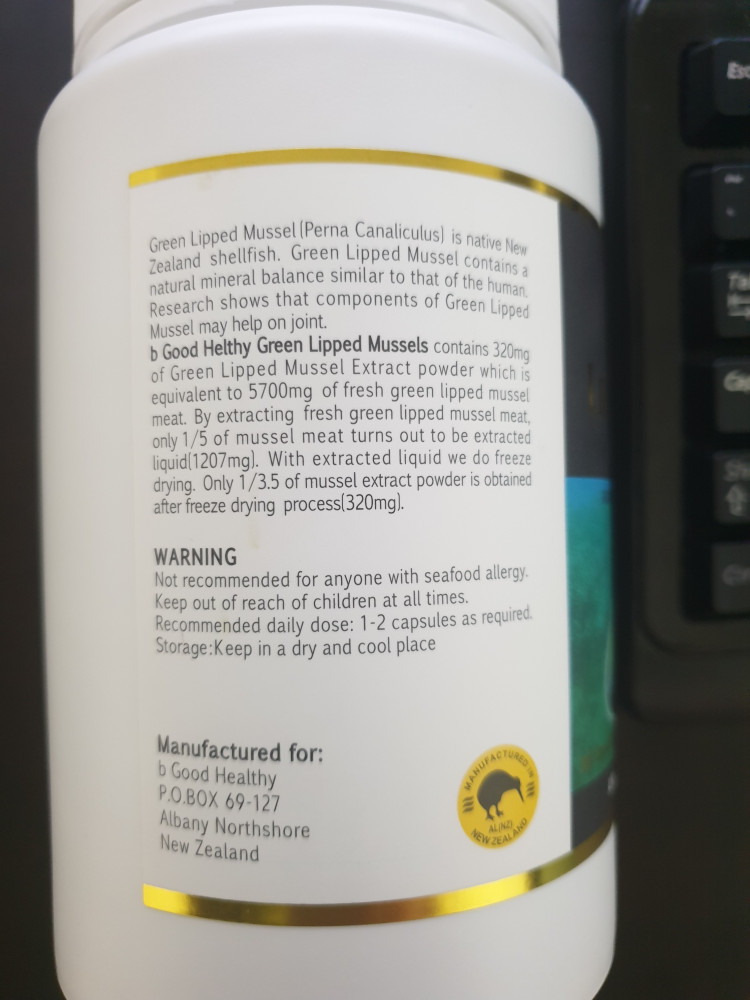 Green Lipped Mussel (Perna Canaliculus) is native New
Zealand shellfish. Green Lipped Mussel contains a
natural mineral balance similar to that of the human.
Research shows that components of Green Lipped
Mussel may help on joint.
b Good Helthy Green Lipped Mussels contains 320mg
of Green Lipped Mussel Extract powder which is
equivalent to 5700mg of fresh green lipped mussel
meat. By extracting fresh green lipped mussel meat,
only 1/5 of mussel meat turns out to be extracted
liquid(1207mg). With extracted liquid we do freeze
drying. Only 1/3.5 of mussel extract powder is obtained
after freeze drying process(320mg).
WARNING
Not recommended for anyone with seafood allergy.
Keep out of reach of children at all times.
Recommended daily dose: 1-2 capsules as required.
Storage:Keep in a dry and cool place
Manufactured for:
b Good Healthy
P.O.BOX 69-127
Albany Northshore
New Zealand
MANUFACTURED IN
AL(NZ)
NEW ZEALAND
Esc